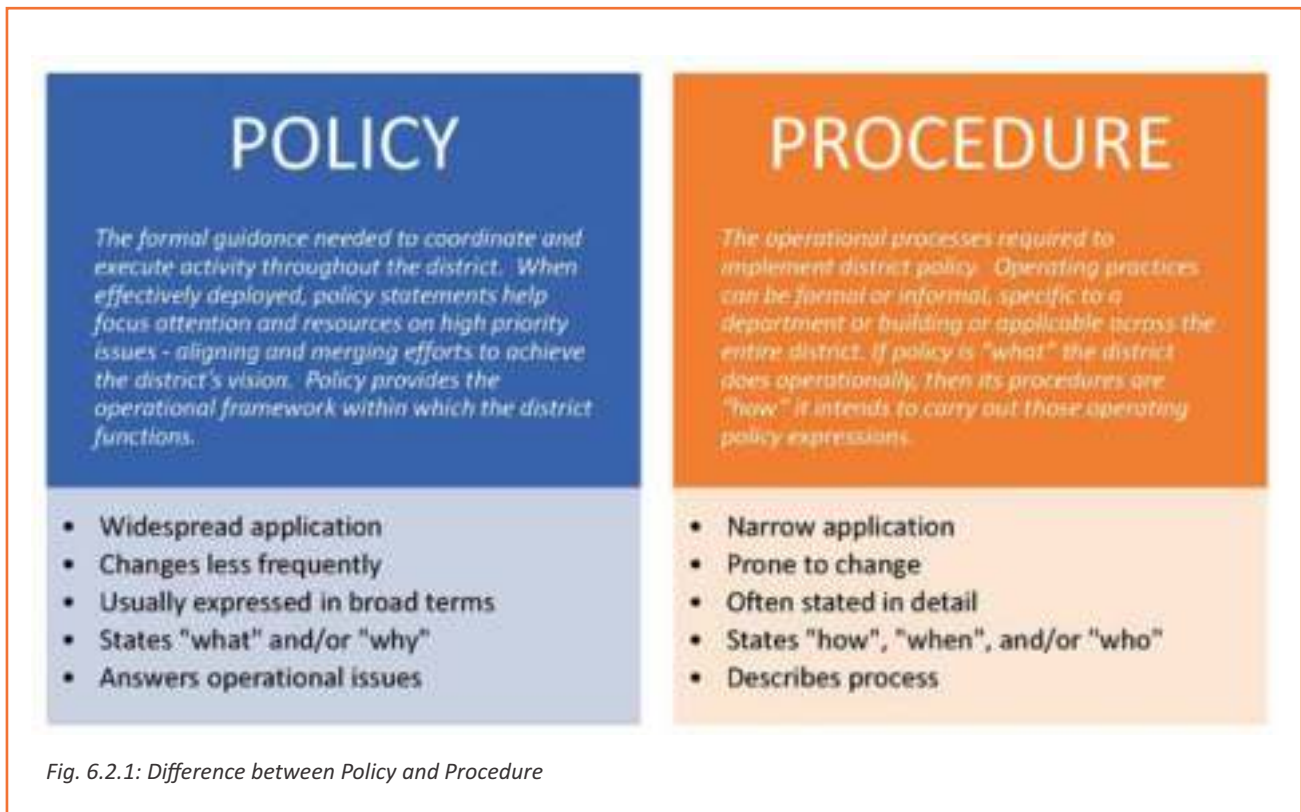 POLICY
The formal guidance needed to coordinate and
execute activity throughout the district. When
effectively deployed, policy statements help
focus attention and resources on high priority
issues - aligning and merging efforts to achieve
the district's vision. Policy provides the
operational framework within which the district
functions.
• Widespread application
• Changes less frequently
• Usually expressed in broad terms
• States "what" and/or "why"
• Answers operational issues
PROCEDURE
The operational processes required to
implement district policy. Operating practices
can be formal or informal, specific to a
department or building or applicable across the
entire district. If policy is "what" the district
does operationally, then its procedures are
"how" it intends to carry out those operating
policy expressions.
• Narrow application
• Prone to change
• Often stated in detail
• States "how", "when", and/or "who"
• Describes process
Fig. 6.2.1: Difference between Policy and Procedure